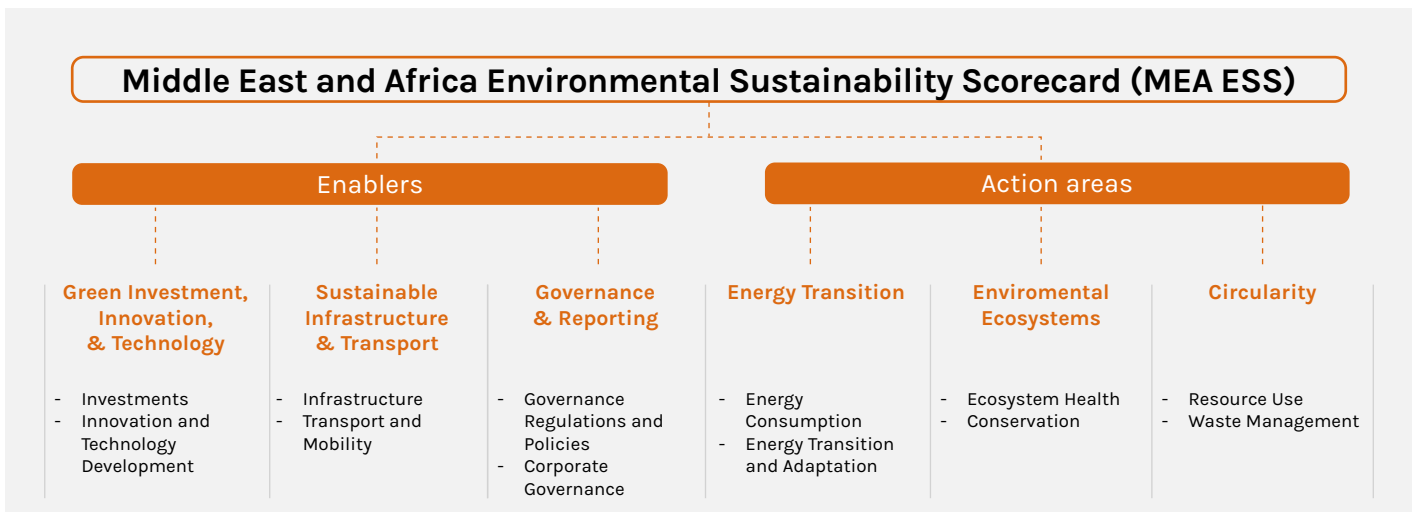 Middle East and Africa Environmental Sustainability Scorecard (MEA ESS)
Enablers
Action areas
Green Investment,
Innovation,
& Technology
- Investments
- Innovation and
Technology
Development
Sustainable
Infrastructure
& Transport
- Infrastructure
- Transport and
Mobility
Governance
& Reporting
- Governance
Regulations and
Policies
- Corporate
Governance
Energy Transition
- Energy
Consumption
- Energy Transition
and Adaptation
Enviromental
Ecosystems
- Ecosystem Health
- Conservation
Circularity
- Resource Use
- Waste Management